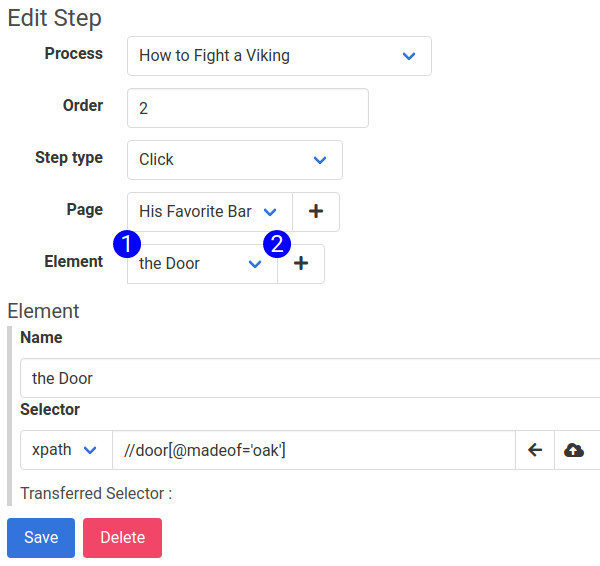 Edit Step
Process How to Fight a Viking
Order 2
Step type Click
Page His Favorite Bar
1 2
Element the Door
Element
Name
the Door
Selector
xpath //door[@madeof='oak']
Transferred Selector :
Save Delete